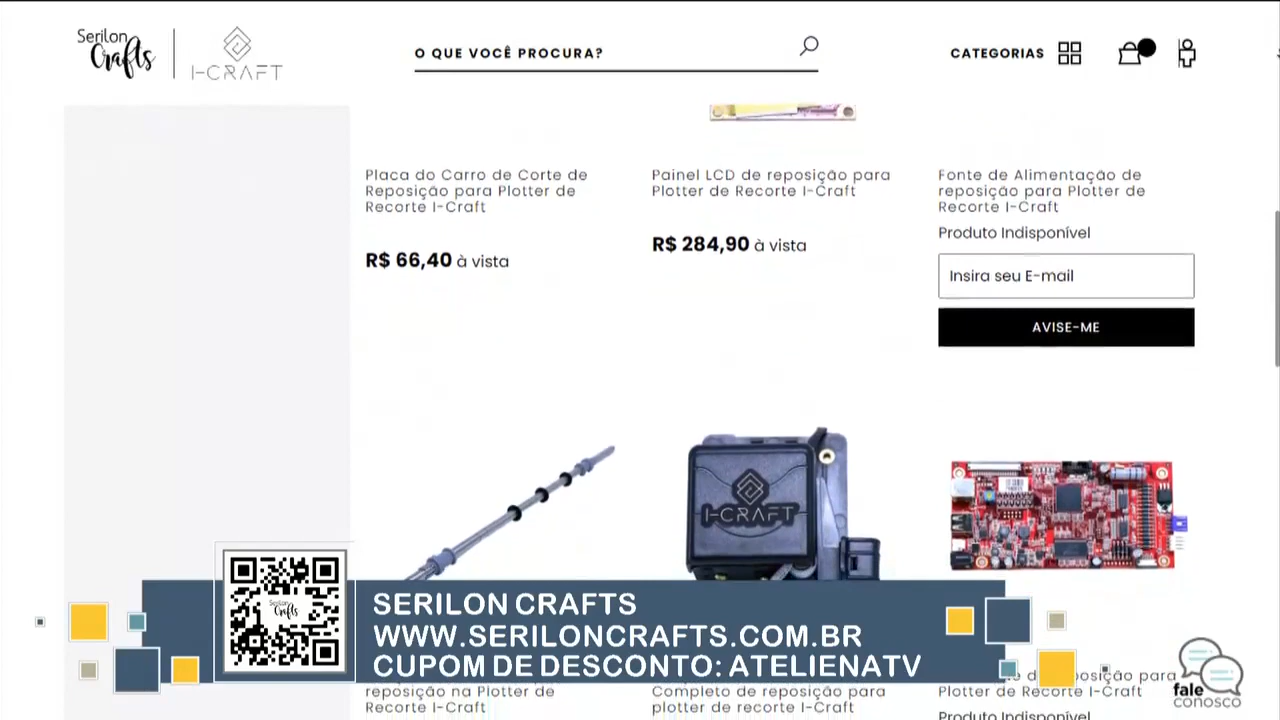 Serilon
Crafts
I-CRAFT
O QUE VOCÊ PROCURA?
CATEGORIAS
Placa do Carro de Corte de
Reposição para Plotter de
Recorte I-Craft
R$ 66,40 à vista
Painel LCD de reposição para
Plotter de Recorte I-Craft
R$ 284,90 à vista
Fonte de Alimentação de
reposição para Plotter de
Recorte I-Craft
Produto Indisponível
Insira seu E-mail
AVISE-ME
I-CRAFT
Serilon
Crafts
SERILON CRAFTS
WWW.SERILONCRAFTS.COM.BR
CUPOM DE DESCONTO: ATELIENATV
reposição na Plotter de
Recorte I-Craft
Completo de reposição para
plotter de recorte I-Craft
para
Plotter de Recorte I-Craft
Produto Indisponível
fale
conosco